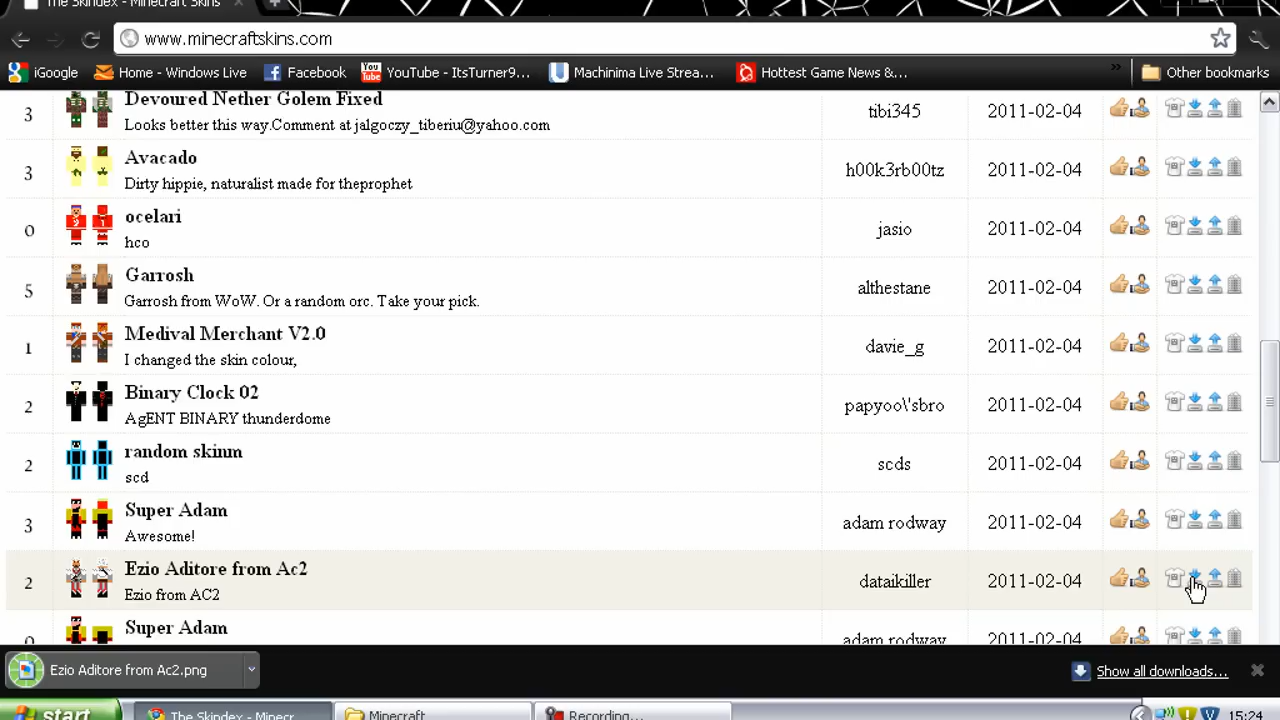 The Skindex - Minecraft Skins
www.minecraftskins.com
iGoogle Home - Windows Live Facebook You Tube YouTube - ItsTurner9... Machinima Live Strea... Hottest Game News &... » Other bookmarks
3 Devoured Nether Golem Fixed tibi345 2011-02-04
Looks better this way.Comment at jalgoczy_tiberiu@yahoo.com
3 Avacado h00k3rb00tz 2011-02-04
Dirty hippie, naturalist made for theprophet
0 ocelari jasio 2011-02-04
hco
5 Garrosh althestane 2011-02-04
Garrosh from WoW. Or a random orc. Take your pick.
1 Medival Merchant V2.0 davie_g 2011-02-04
I changed the skin colour,
2 Binary Clock 02 papyoo\'sbro 2011-02-04
AgENT BINARY thunderdome
2 random skinm scds 2011-02-04
scd
3 Super Adam adam rodway 2011-02-04
Awesome!
2 Ezio Aditore from Ac2 dataikiller 2011-02-04
Ezio from AC2
0 Super Adam adam rodway 2011-02-04
Ezio Aditore from Ac2.png Show all downloads...
start The Skindex - Minecr Minecraft Recording... 15:24